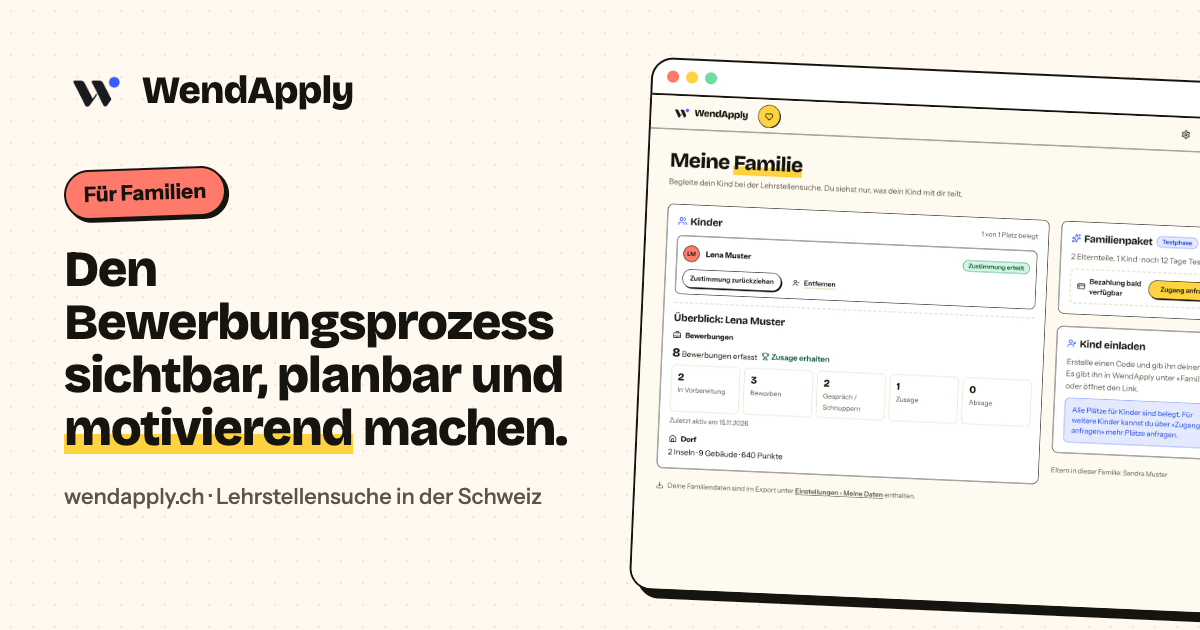 WendApply
Für Familien
Den
Bewerbungsprozess
sichtbar, planbar und
motivierend machen.
wendapply.ch · Lehrstellensuche in der Schweiz
WendApply
Meine Familie
Begleite dein Kind bei der Lehrstellensuche. Du siehst nur, was dein Kind mit dir teilt.
Kinder
1 von 1 Platz belegt
LM
Lena Muster
Zustimmung erteilt
Zustimmung zurückziehen
Entfernen
Überblick: Lena Muster
Bewerbungen
8 Bewerbungen erfasst
Zusage erhalten
2
In Vorbereitung
3
Beworben
2
Gespräch /
Schnuppern
1
Zusage
0
Absage
Zuletzt aktiv am 15.11.2026
Dorf
2 Inseln · 9 Gebäude · 640 Punkte
Deine Familiendaten sind im Export unter Einstellungen › Meine Daten enthalten.
Familienpaket
Testphase
2 Elternteile, 1 Kind · noch 12 Tage Tes
Bezahlung bald
verfügbar
Zugang anfr
Kind einladen
Erstelle einen Code und gib ihn deinem
Es gibt ihn in WendApply unter «Famil
oder öffnet den Link.
Alle Plätze für Kinder sind belegt. Für
weitere Kinder kannst du über «Zugang
anfragen» mehr Plätze anfragen.
Eltern in dieser Familie: Sandra Muster